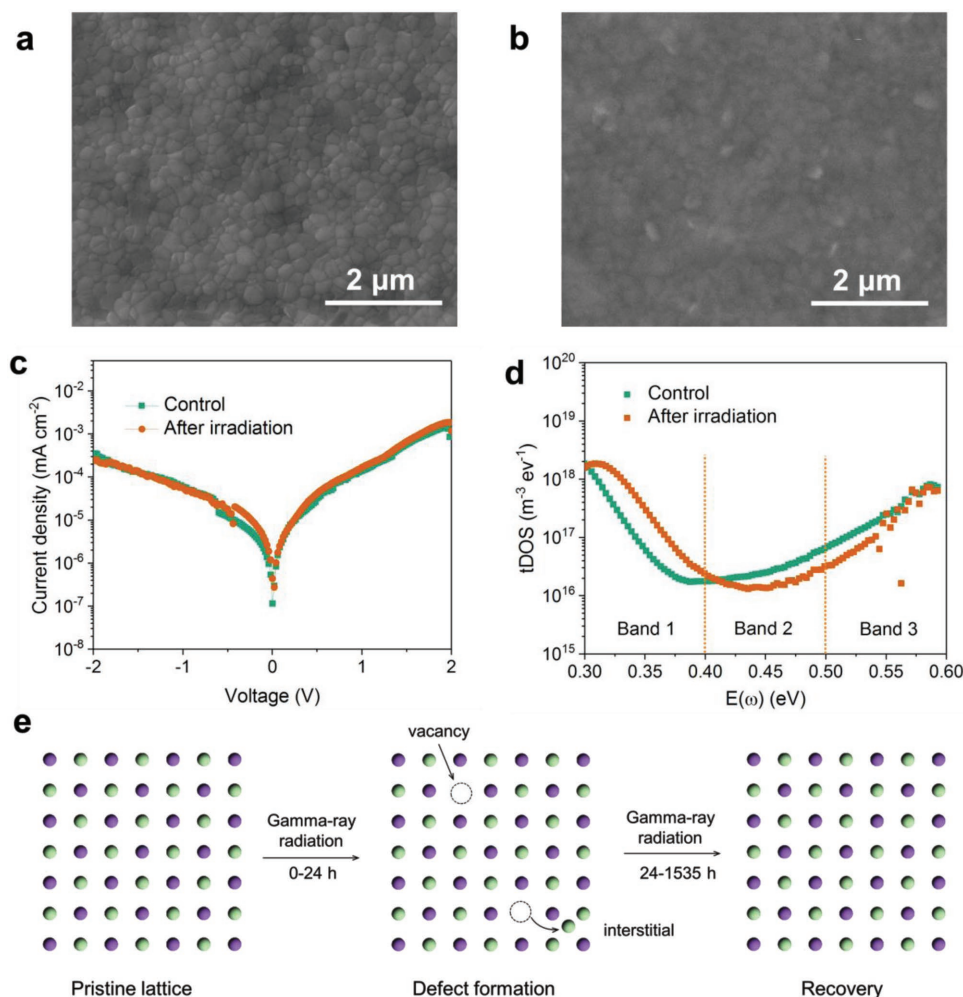 a
b
2 µm
2 µm
c
10⁻²
10⁻³
10⁻⁴
10⁻⁵
10⁻⁶
10⁻⁷
10⁻⁸
Current density (mA cm⁻²)
Control
After irradiation
-2
-1
0
1
2
Voltage (V)
d
10²⁰
10¹⁹
10¹⁸
10¹⁷
10¹⁶
10¹⁵
tDOS (m⁻³ ev⁻¹)
Control
After irradiation
Band 1
Band 2
Band 3
0.30
0.35
0.40
0.45
0.50
0.55
0.60
E(ω) (eV)
e
vacancy
Gamma-ray
radiation
0-24 h
Gamma-ray
radiation
24-1535 h
interstitial
Pristine lattice
Defect formation
Recovery